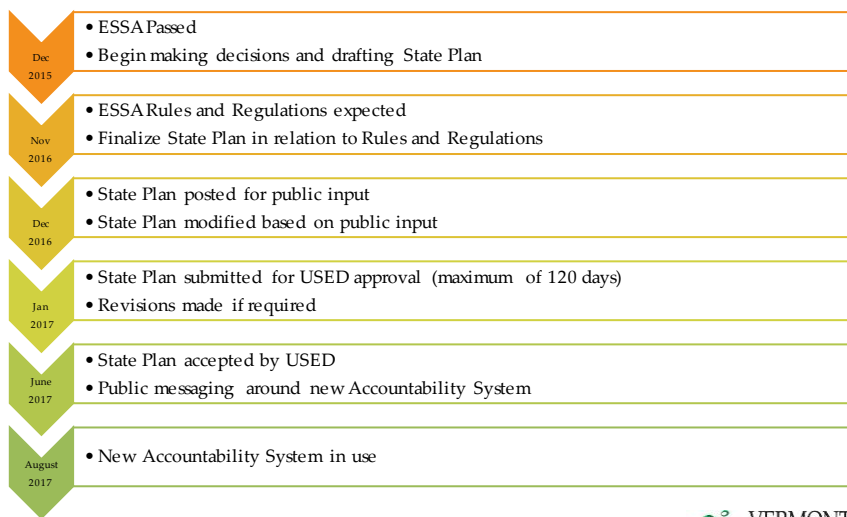 Dec
2015
• ESSA Passed
• Begin making decisions and drafting State Plan
Nov
2016
• ESSA Rules and Regulations expected
• Finalize State Plan in relation to Rules and Regulations
Dec
2016
• State Plan posted for public input
• State Plan modified based on public input
Jan
2017
• State Plan submitted for USED approval (maximum of 120 days)
• Revisions made if required
June
2017
• State Plan accepted by USED
• Public messaging around new Accountability System
August
2017
• New Accountability System in use
VERMONT